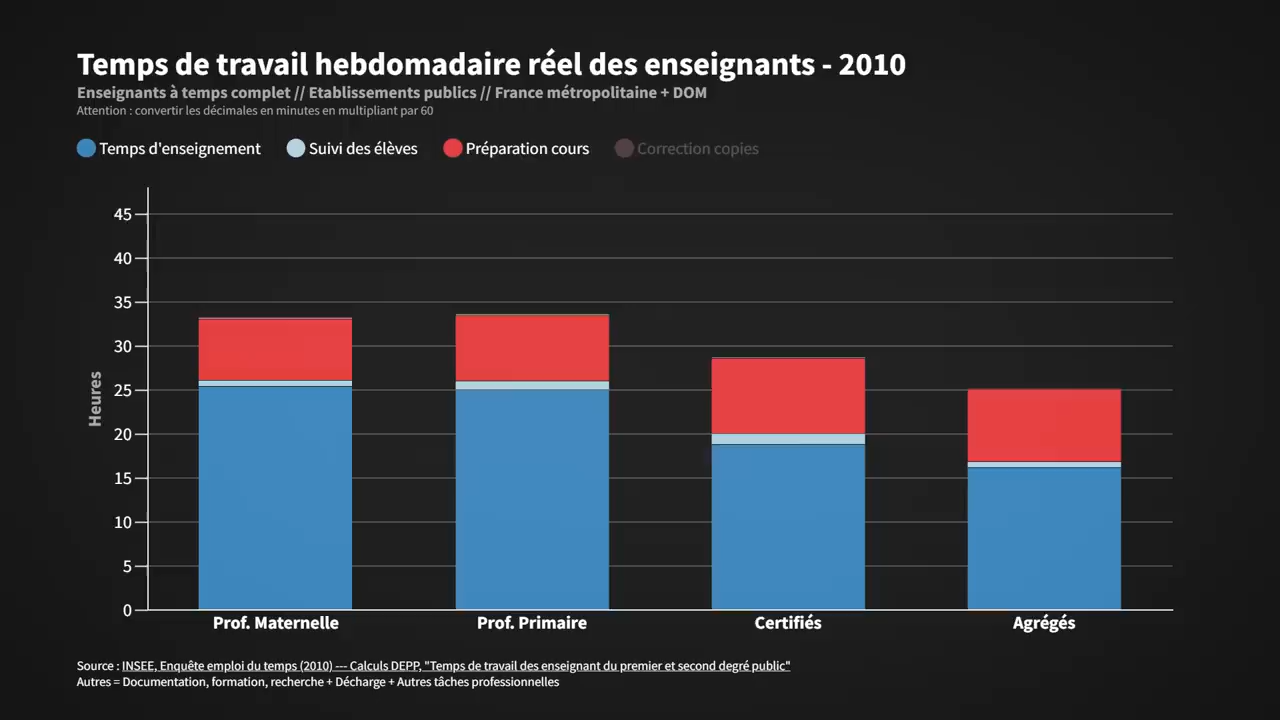 Temps de travail hebdomadaire réel des enseignants - 2010
Enseignants à temps complet // Etablissements publics // France métropolitaine + DOM
Attention : convertir les décimales en minutes en multipliant par 60
Temps d'enseignement Suivi des élèves Préparation cours Correction copies
45
40
35
30
25
20
15
10
5
0
Heures
Prof. Maternelle Prof. Primaire Certifiés Agrégés
Source : INSEE, Enquête emploi du temps (2010) --- Calculs DEPP, "Temps de travail des enseignant du premier et second degré public"
Autres = Documentation, formation, recherche + Décharge + Autres tâches professionnelles